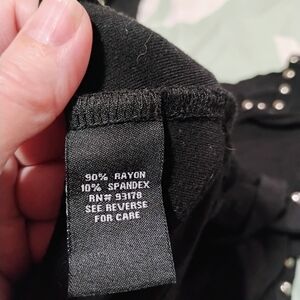 90% RAYON
10% SPANDEX
RN# 93178
SEE REVERSE
FOR CARE